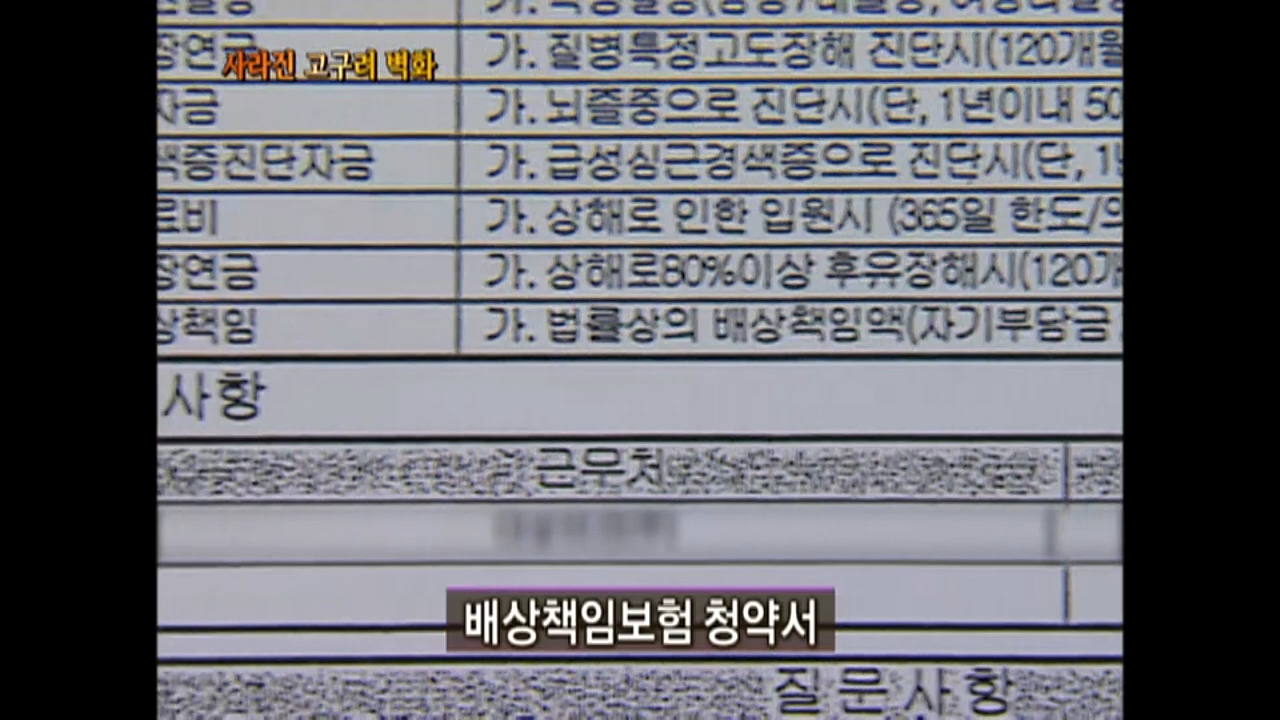 사라진 고구려 벽화
장연금 가. 질병특정고도장해 진단시(120개월
자금 가. 뇌졸중으로 진단시(단, 1년이내 50
색증진단자금 가. 급성심근경색증으로 진단시(단, 1년
료비 가. 상해로 인한 입원시 (365일 한도/의
장연금 가. 상해로80%이상 후유장해시(120개
상책임 가. 법률상의 배상책임액(자기부담금
사항
근무처
배상책임보험 청약서
질문사항